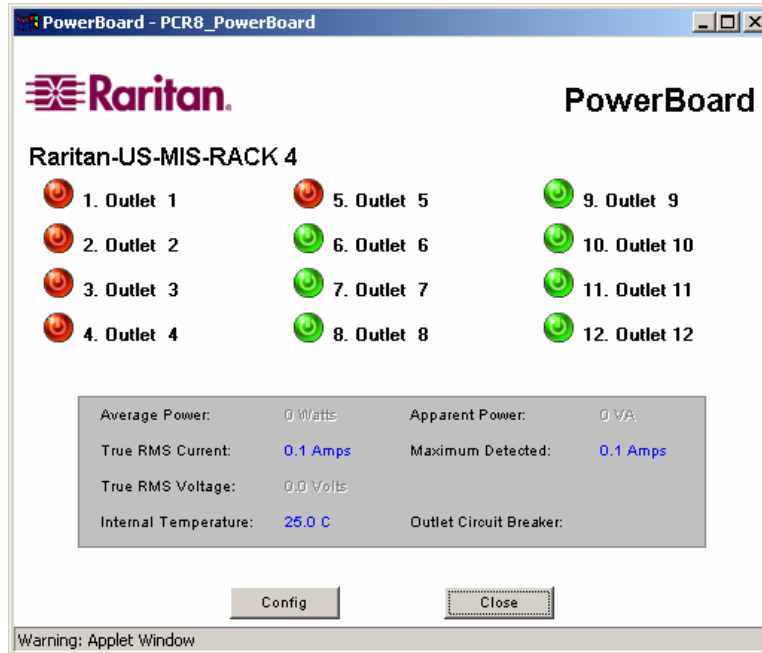 PowerBoard - PCR8_PowerBoard
Raritan.
PowerBoard
Raritan-US-MIS-RACK 4
1. Outlet 1
5. Outlet 5
9. Outlet 9
2. Outlet 2
6. Outlet 6
10. Outlet 10
3. Outlet 3
7. Outlet 7
11. Outlet 11
4. Outlet 4
8. Outlet 8
12. Outlet 12
Average Power: 0 Watts Apparent Power: 0 VA
True RMS Current: 0.1 Amps Maximum Detected: 0.1 Amps
True RMS Voltage: 0.0 Volts
Internal Temperature: 25.0 C Outlet Circuit Breaker:
Config
Close
Warning: Applet Window